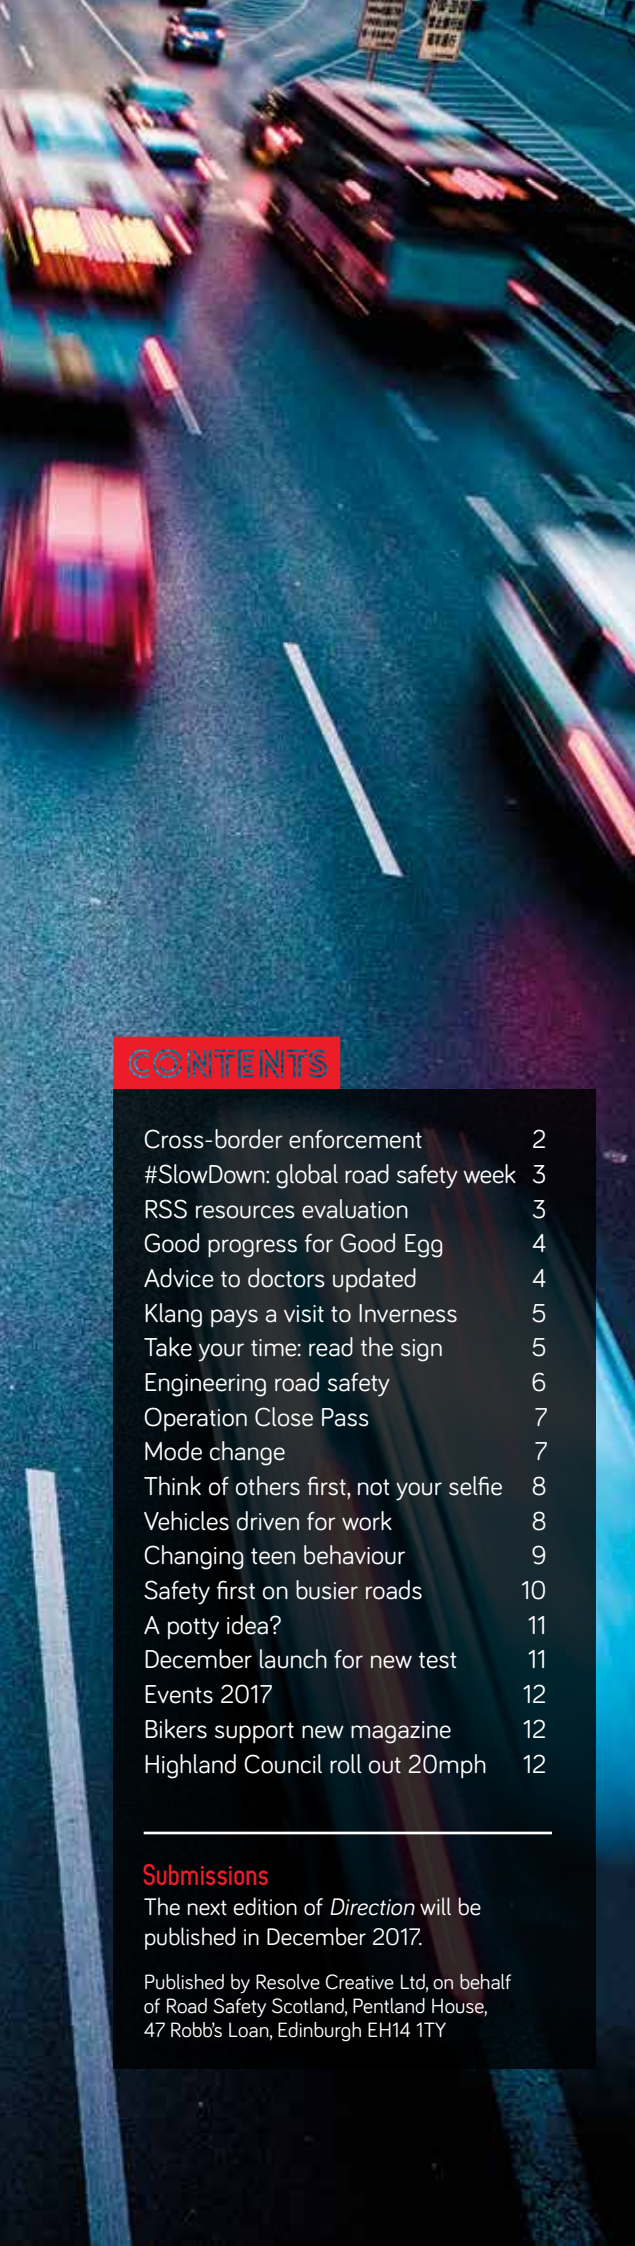 CONTENTS
Cross-border enforcement 2
#SlowDown: global road safety week 3
RSS resources evaluation 3
Good progress for Good Egg 4
Advice to doctors updated 4
Klang pays a visit to Inverness 5
Take your time: read the sign 5
Engineering road safety 6
Operation Close Pass 7
Mode change 7
Think of others first, not your selfie 8
Vehicles driven for work 8
Changing teen behaviour 9
Safety first on busier roads 10
A potty idea? 11
December launch for new test 11
Events 2017 12
Bikers support new magazine 12
Highland Council roll out 20mph 12
Submissions
The next edition of Direction will be
published in December 2017.
Published by Resolve Creative Ltd, on behalf
of Road Safety Scotland, Pentland House,
47 Robb's Loan, Edinburgh EH14 1TY